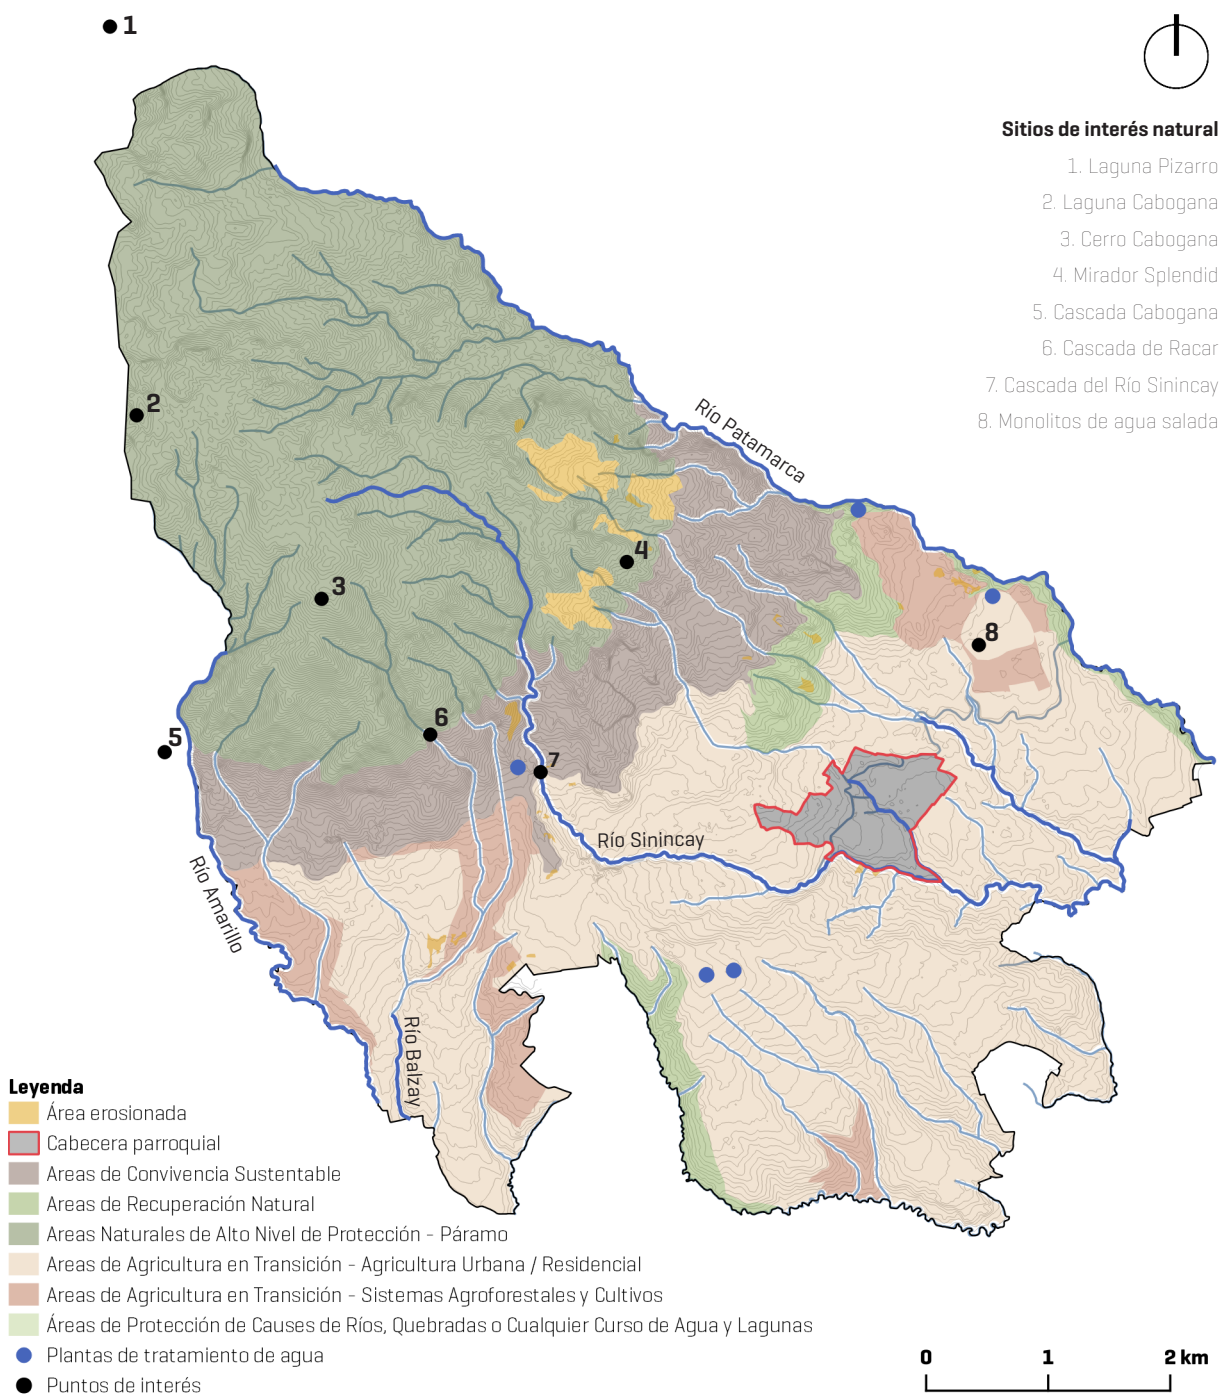 1
Sitios de interés natural
1. Laguna Pizarro
2. Laguna Cabogana
3. Cerro Cabogana
4. Mirador Splendid
5. Cascada Cabogana
6. Cascada de Racar
7. Cascada del Río Sinincay
8. Monolitos de agua salada
2
Río Patamarca
4
3
8
6
5
7
Río Sinincay
Río Amarillo
Río Balzay
Leyenda
Área erosionada
Cabecera parroquial
Areas de Convivencia Sustentable
Areas de Recuperación Natural
Areas Naturales de Alto Nivel de Protección - Páramo
Areas de Agricultura en Transición - Agricultura Urbana / Residencial
Areas de Agricultura en Transición - Sistemas Agroforestales y Cultivos
Áreas de Protección de Causes de Ríos, Quebradas o Cualquier Curso de Agua y Lagunas
Plantas de tratamiento de agua
Puntos de interés
0 1 2 km